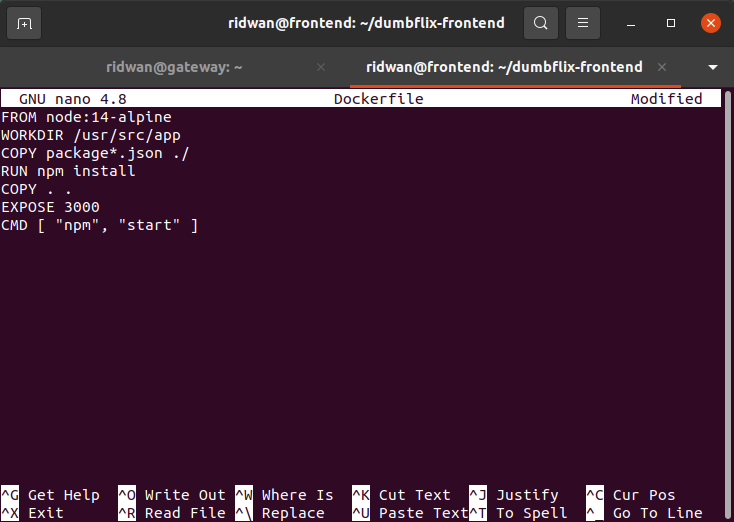 ridwan@frontend: ~/dumbflix-frontend
ridwan@gateway: ~
ridwan@frontend: ~/dumbflix-frontend
GNU nano 4.8 Dockerfile Modified
FROM node:14-alpine
WORKDIR /usr/src/app
COPY package*.json ./
RUN npm install
COPY . .
EXPOSE 3000
CMD [ "npm", "start" ]
^G Get Help ^O Write Out ^W Where Is ^K Cut Text ^J Justify ^C Cur Pos
^X Exit ^R Read File ^\ Replace ^U Paste Text ^T To Spell ^_ Go To Line